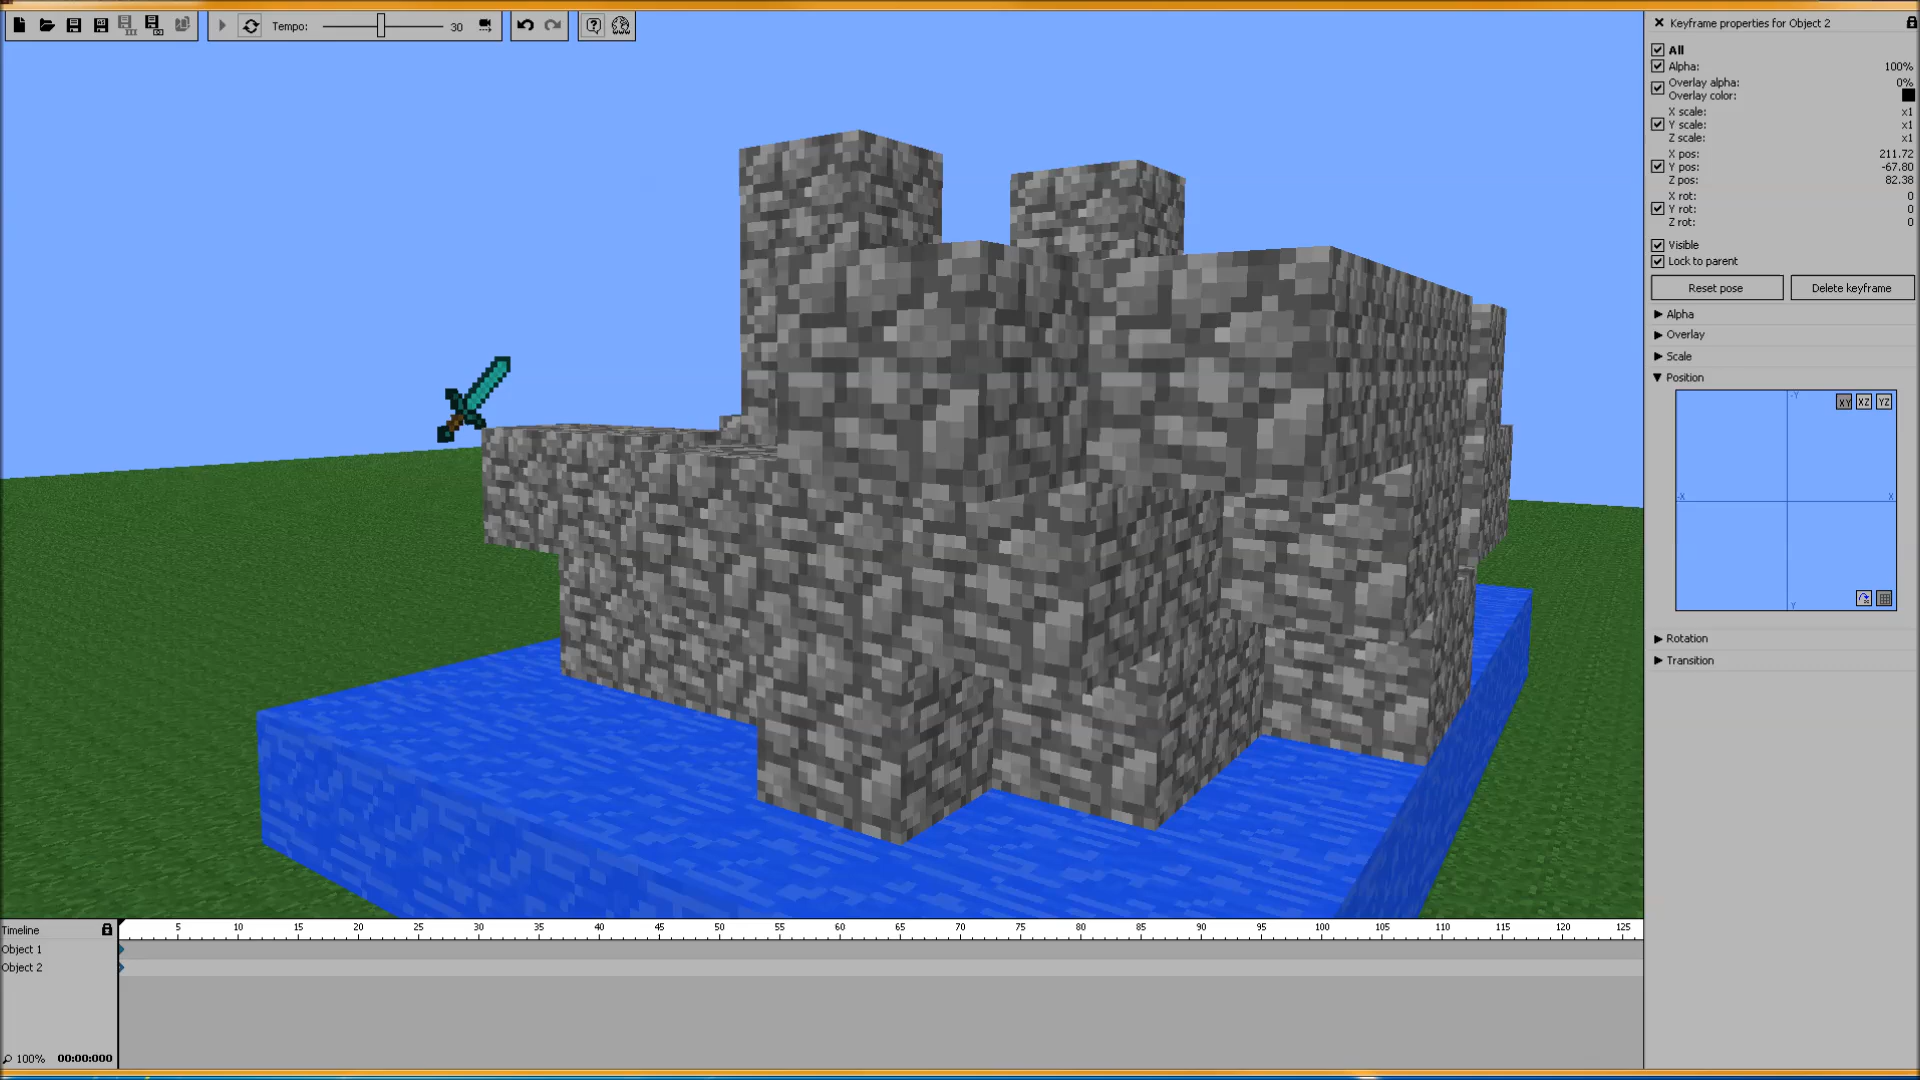 Tempo: 30
Keyframe properties for Object 2
All
Alpha: 100%
Overlay alpha: 0%
Overlay color:
X scale: x1
Y scale: x1
Z scale: x1
X pos: 211.72
Y pos: -67.80
Z pos: 82.38
X rot: 0
Y rot: 0
Z rot: 0
Visible
Lock to parent
Reset pose Delete keyframe
Alpha
Overlay
Scale
Position
-Y XY XZ YZ
-X X
Y
Rotation
Transition
Timeline 5 10 15 20 25 30 35 40 45 50 55 60 65 70 75 80 85 90 95 100 105 110 115 120 125
Object 1
Object 2
100% 00:00:000